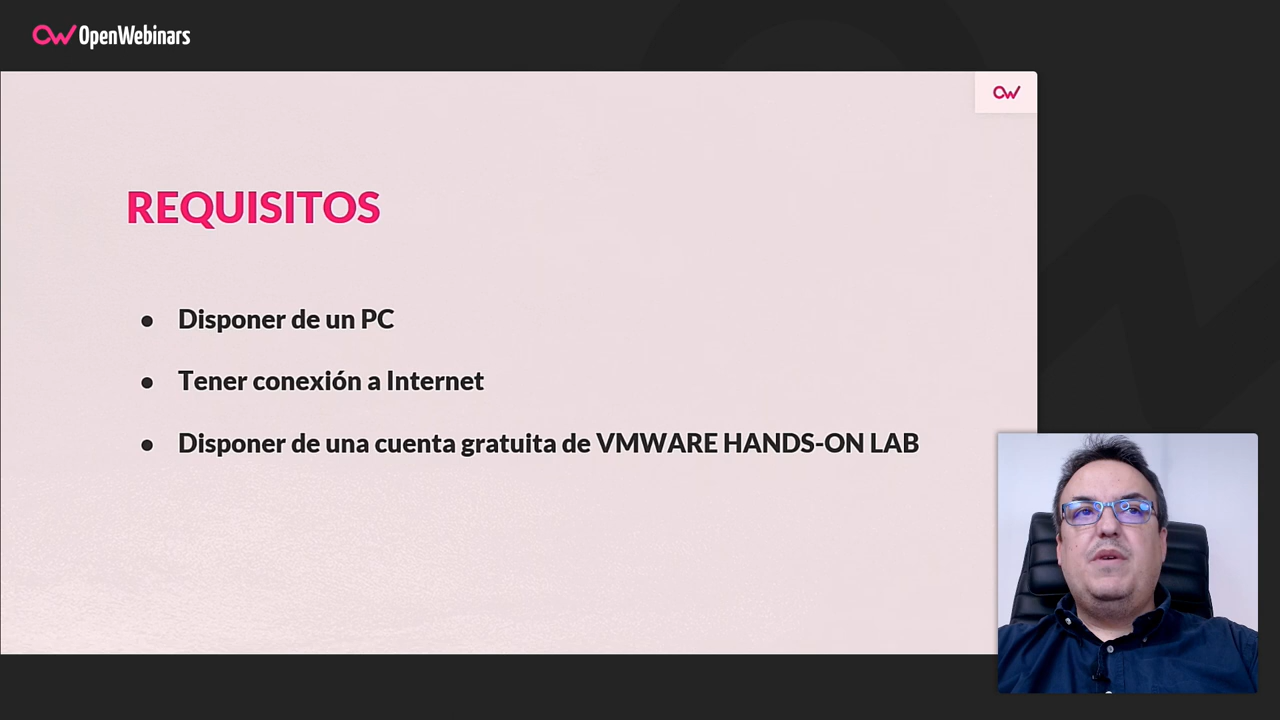 OpenWebinars
REQUISITOS
● Disponer de un PC
● Tener conexión a Internet
● Disponer de una cuenta gratuita de VMWARE HANDS-ON LAB